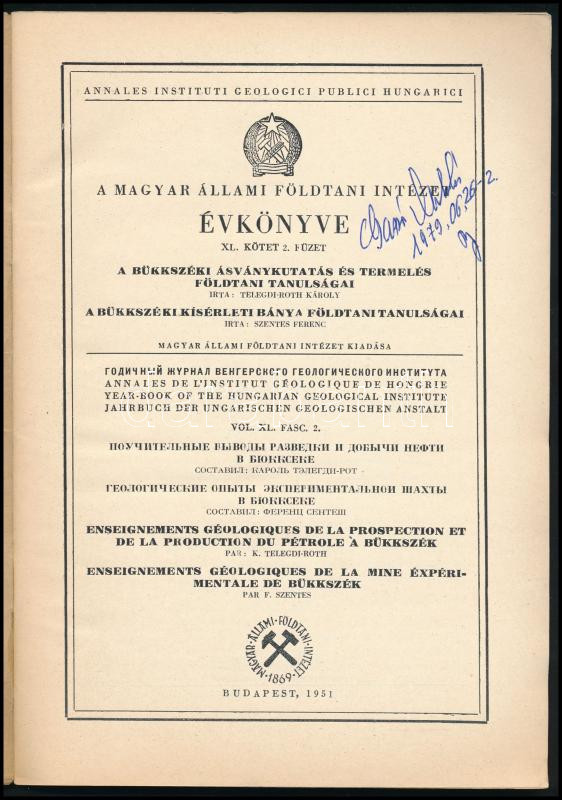 ANNALES INSTITUTI GEOLOGICI PUBLICI HUNGARICI
A MAGYAR ÁLLAMI FÖLDTANI INTÉZET
ÉVKÖNYVE
XL. KÖTET 2. FÜZET
1979. 06. 26-2.
A BÜKKSZÉKI ÁSVÁNYKUTATÁS ÉS TERMELÉS
FÖLDTANI TANULSÁGAI
IRTA: TELEGDI-ROTH KÁROLY
A BÜKKSZÉKI KÍSÉRLETI BÁNYA FÖLDTANI TANULSÁGAI
IRTA: SZENTES FERENC
MAGYAR ÁLLAMI FÖLDTANI INTÉZET KIADÁSA
ГОДИЧНЫЙ ЖУРНАЛ ВЕНГЕРСКОГО ГЕОЛОГИЧЕСКОГО ИНСТИТУТА
ANNALES DE L'INSTITUT GÉOLOGIQUE DE HONGRIE
YEAR-BOOK OF THE HUNGARIAN GEOLOGICAL INSTITUTE
JAHRBUCH DER UNGARISCHEN GEOLOGISCHEN ANSTALT
VOL. XL. FASC. 2.
ПОУЧИТЕЛЬНЫЕ ВЫВОДЫ РАЗВЕДКИ И ДОБЫЧИ НЕФТИ
В БЮККСЕКЕ
СОСТАВИЛ: КАРОЛЬ ТЭЛЕГДИ-РОТ
ГЕОЛОГИЧЕСКИЕ ОПЫТЫ ЭКСПЕРИМЕНТАЛЬНОЙ ШАХТЫ
В БЮККСЕКЕ
СОСТАВИЛ: ФЕРЕНЦ СЕНТЕШ
ENSEIGNEMENTS GÉOLOGIQUES DE LA PROSPECTION ET
DE LA PRODUCTION DU PÉTROLE À BÜKKSZÉK
PAR: K. TELEGDI-ROTH
ENSEIGNEMENTS GÉOLOGIQUES DE LA MINE ÉXPÉRI-
MENTALE DE BÜKKSZÉK
PAR F. SZENTES
MAGYAR·ÁLLAMI·FÖLDTANI·INTÉZET
·1869·
BUDAPEST, 1951